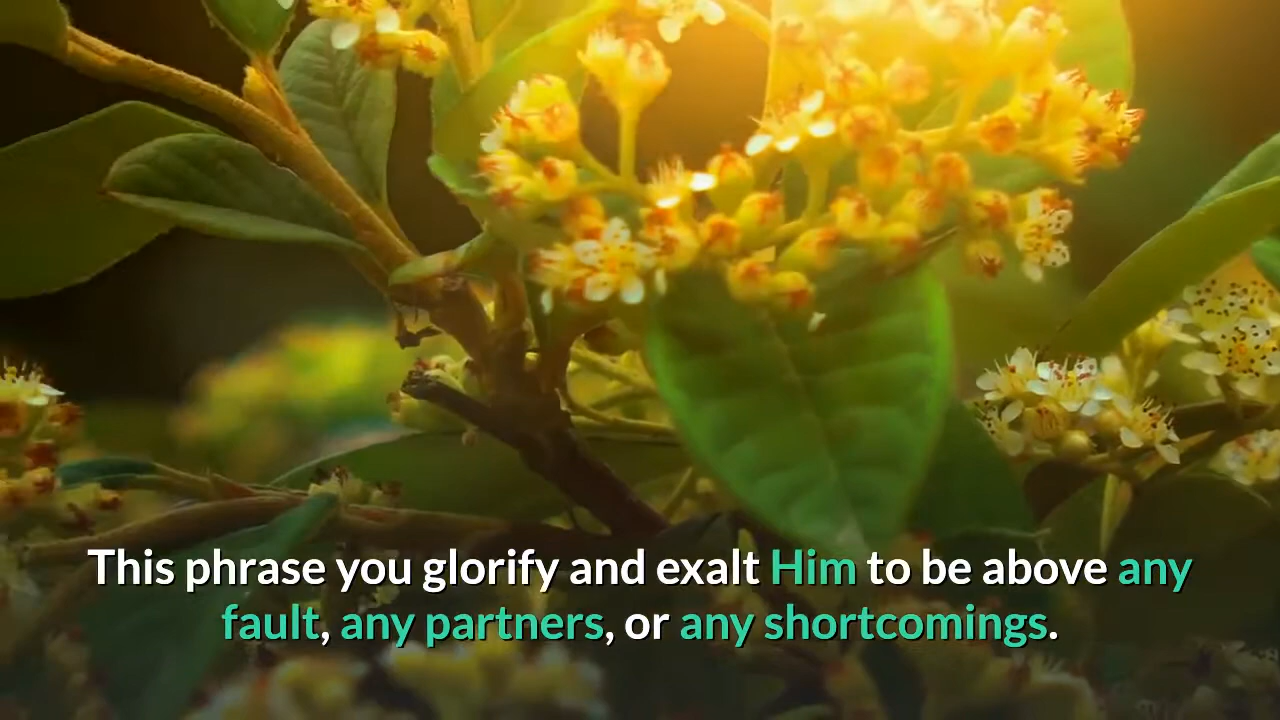 This phrase you glorify and exalt Him to be above any
fault, any partners, or any shortcomings.